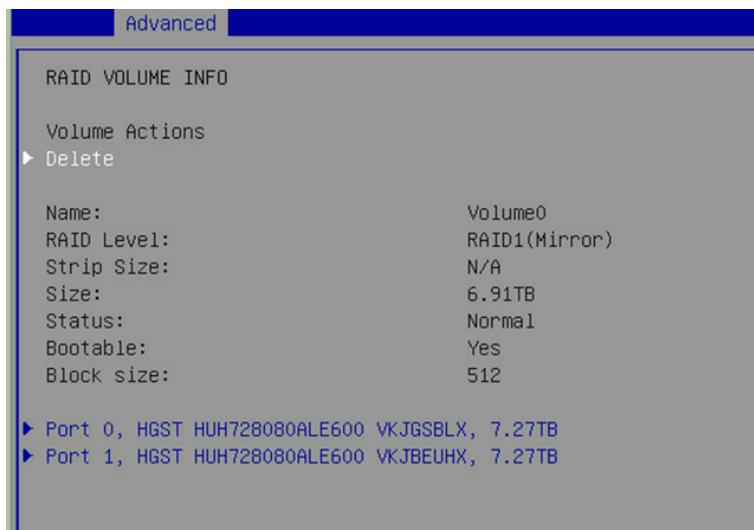 Advanced
RAID VOLUME INFO
Volume Actions
Delete
Name: Volume0
RAID Level: RAID1(Mirror)
Strip Size: N/A
Size: 6.91TB
Status: Normal
Bootable: Yes
Block size: 512
Port 0, HGST HUH728080ALE600 VKJGSBLX, 7.27TB
Port 1, HGST HUH728080ALE600 VKJBEUHX, 7.27TB